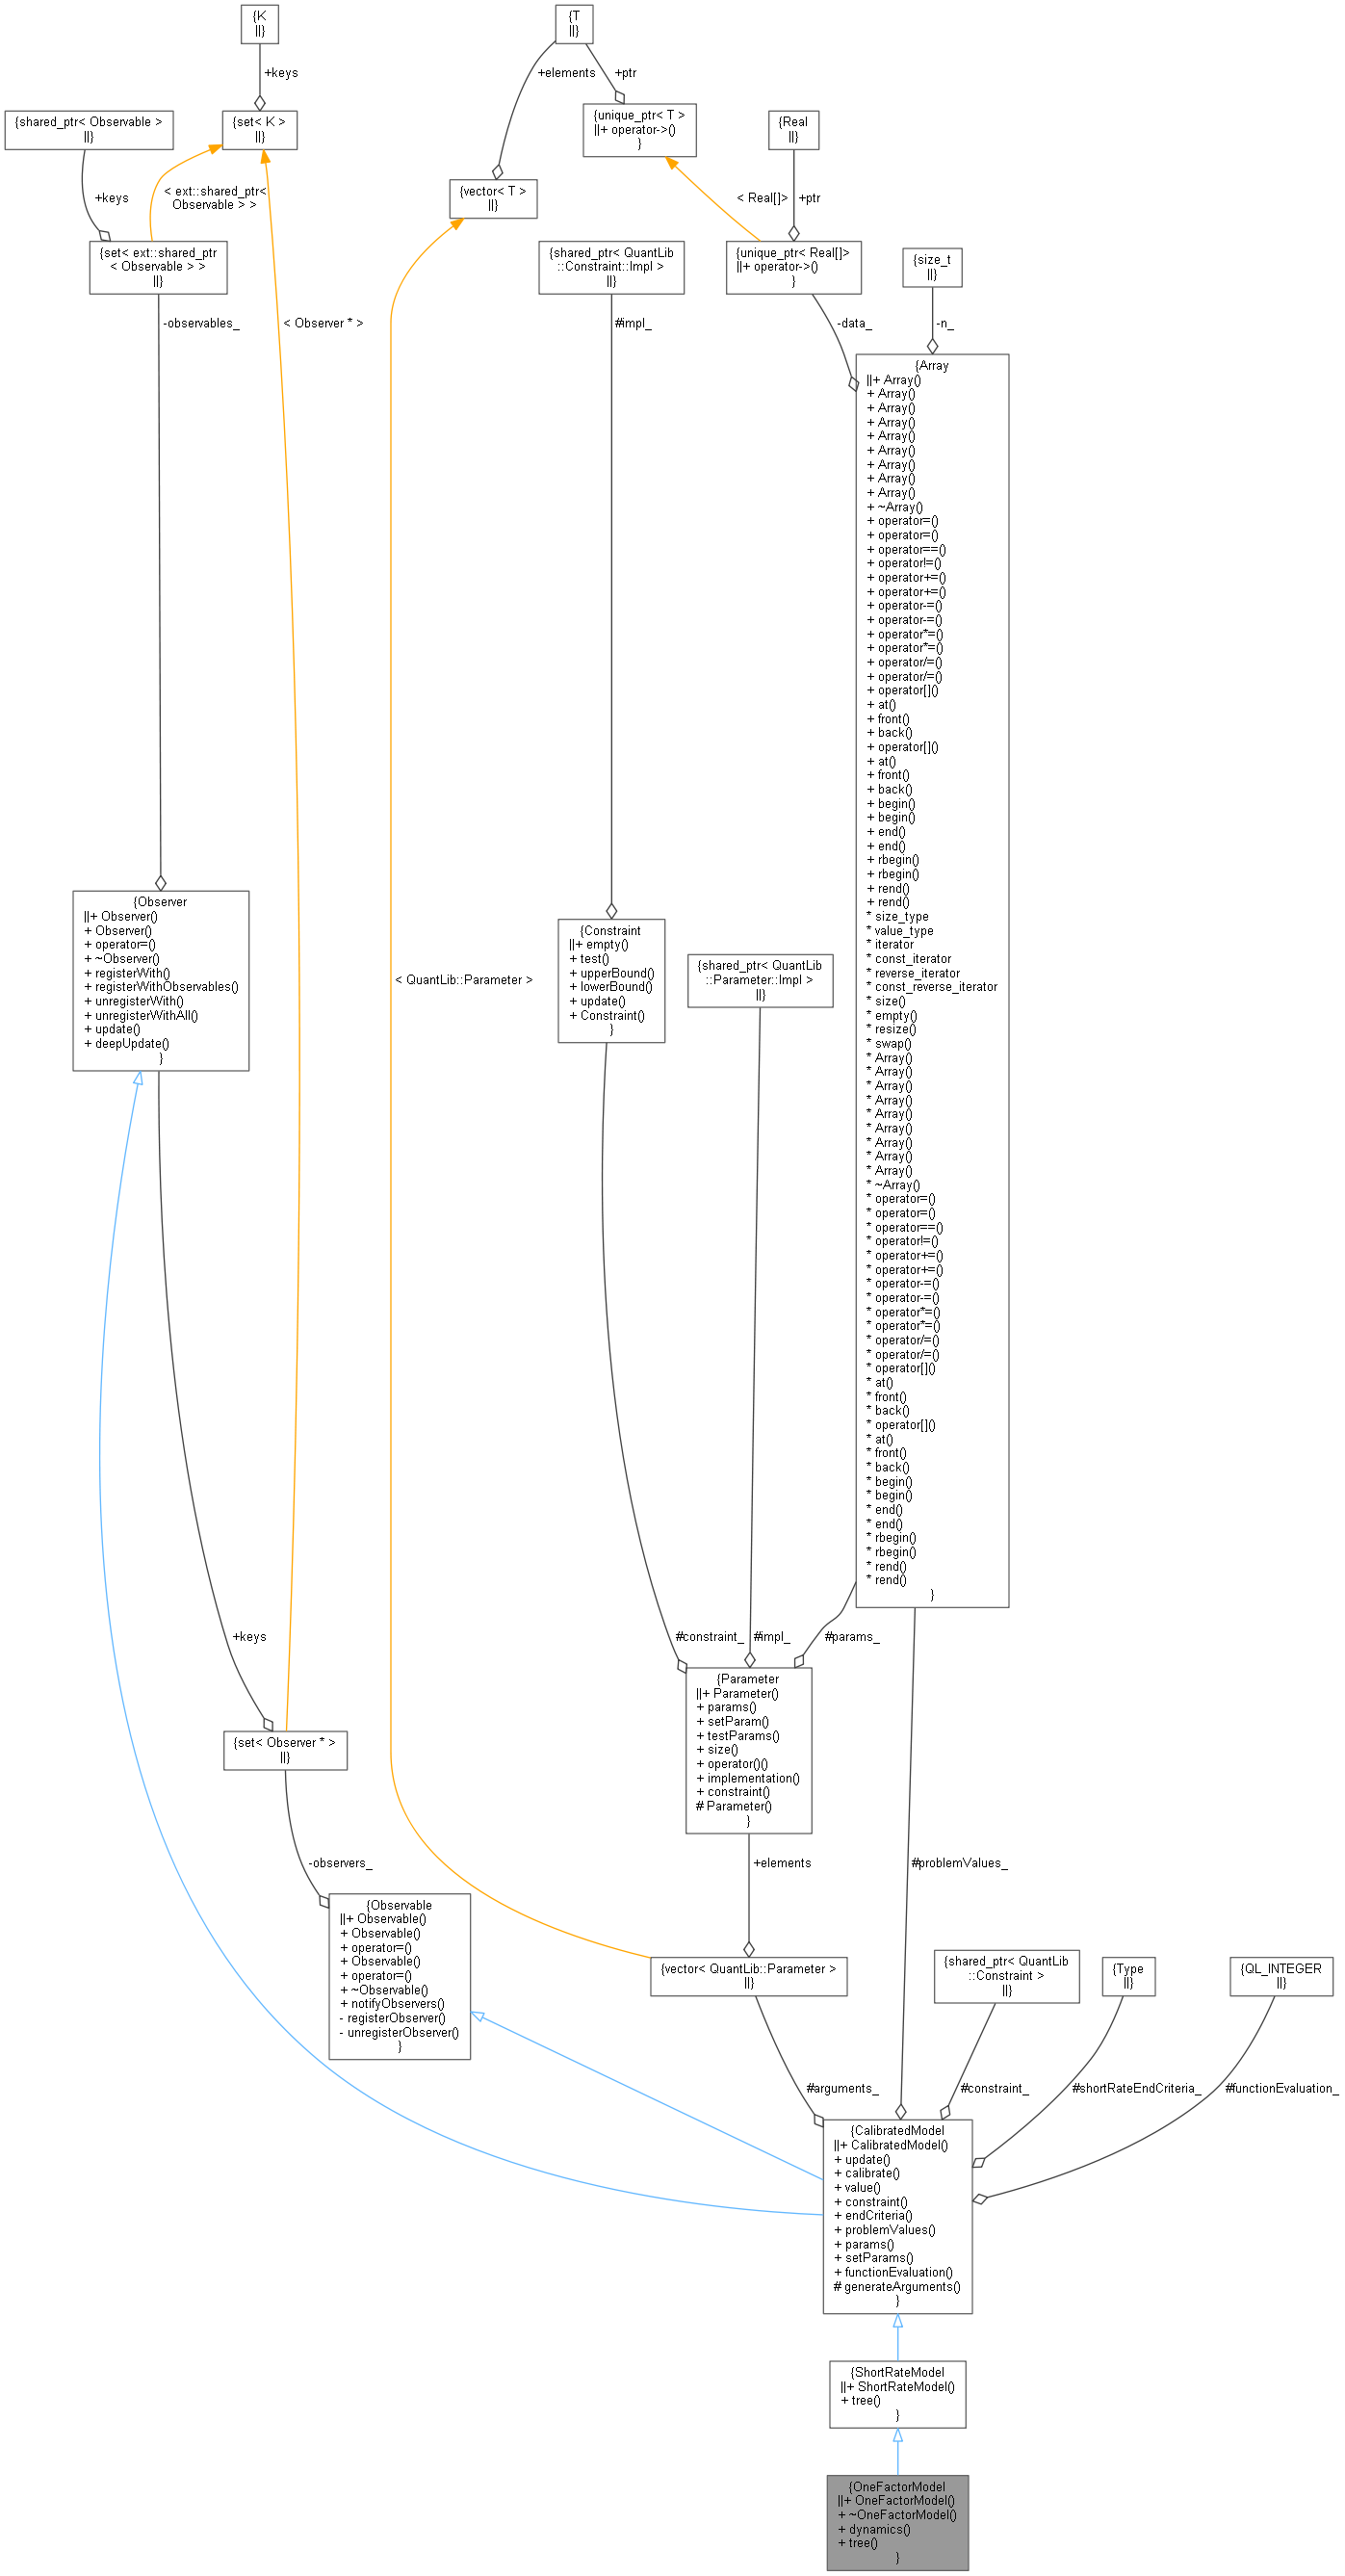 {K
||}
{T
||}
+keys
+elements
+ptr
{shared_ptr< Observable >
||}
{set< K >
||}
{unique_ptr< T >
||+ operator->()
}
{Real
||}
+keys
< ext::shared_ptr<
Observable > >
{vector< T >
||}
< Real[]>
+ptr
{set< ext::shared_ptr
< Observable > >
||}
{shared_ptr< QuantLib
::Constraint::Impl >
||}
{unique_ptr< Real[]>
||+ operator->()
}
{size_t
||}
-observables_
< Observer * >
#impl_
-data_
-n_
{Array
||+ Array()
+ Array()
+ Array()
+ Array()
+ Array()
+ Array()
+ Array()
+ Array()
+ Array()
+ ~Array()
+ operator=()
+ operator=()
+ operator==()
+ operator!=()
+ operator+=()
+ operator+=()
+ operator-=()
+ operator-=()
+ operator*=()
+ operator*=()
+ operator/=()
+ operator/=()
+ operator[]()
+ at()
+ front()
+ back()
+ operator[]()
+ at()
+ front()
+ back()
+ begin()
+ begin()
+ end()
+ end()
+ rbegin()
+ rbegin()
+ rend()
+ rend()
* size_type
* value_type
* iterator
* const_iterator
* reverse_iterator
* const_reverse_iterator
* size()
* empty()
* resize()
* swap()
* Array()
* Array()
* Array()
* Array()
* Array()
* Array()
* Array()
* Array()
* Array()
* ~Array()
* operator=()
* operator=()
* operator==()
* operator!=()
* operator+=()
* operator+=()
* operator-=()
* operator-=()
* operator*=()
* operator*=()
* operator/=()
* operator/=()
* operator[]()
* at()
* front()
* back()
* operator[]()
* at()
* front()
* back()
* begin()
* begin()
* end()
* end()
* rbegin()
* rbegin()
* rend()
* rend()
}
{Observer
||+ Observer()
+ Observer()
+ operator=()
+ ~Observer()
+ registerWith()
+ registerWithObservables()
+ unregisterWith()
+ unregisterWithAll()
+ update()
+ deepUpdate()
}
< QuantLib::Parameter >
{Constraint
||+ empty()
+ test()
+ upperBound()
+ lowerBound()
+ update()
+ Constraint()
}
{shared_ptr< QuantLib
::Parameter::Impl >
||}
+keys
#constraint_
#impl_
#params_
{Parameter
||+ Parameter()
+ params()
+ setParam()
+ testParams()
+ size()
+ operator()()
+ implementation()
+ constraint()
# Parameter()
}
{set< Observer * >
||}
-observers_
+elements
#problemValues_
{Observable
||+ Observable()
+ Observable()
+ operator=()
+ Observable()
+ operator=()
+ ~Observable()
+ notifyObservers()
- registerObserver()
- unregisterObserver()
}
{vector< QuantLib::Parameter >
||}
{shared_ptr< QuantLib
::Constraint >
||}
{Type
||}
{QL_INTEGER
||}
#arguments_
#constraint_
#shortRateEndCriteria_
#functionEvaluation_
{CalibratedModel
||+ CalibratedModel()
+ update()
+ calibrate()
+ value()
+ constraint()
+ endCriteria()
+ problemValues()
+ params()
+ setParams()
+ functionEvaluation()
# generateArguments()
}
{ShortRateModel
||+ ShortRateModel()
+ tree()
}
{OneFactorModel
||+ OneFactorModel()
+ ~OneFactorModel()
+ dynamics()
+ tree()
}